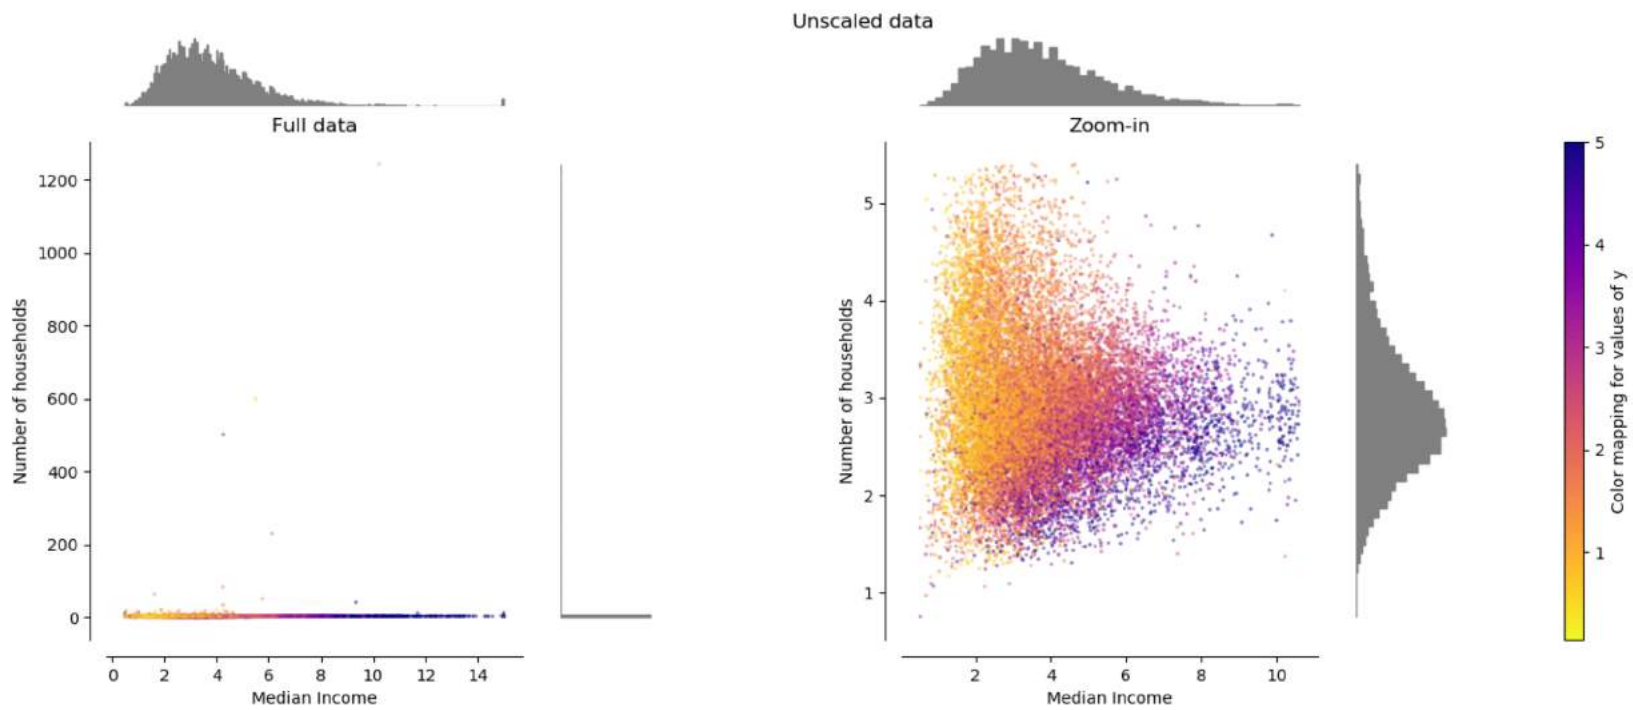 Unscaled data
Full data
Number of households
1200
1000
800
600
400
200
0
0 2 4 6 8 10 12 14
Median Income
Zoom-in
Number of households
5
4
3
2
1
2 4 6 8 10
Median Income
5
4
3
2
1
Color mapping for values of y